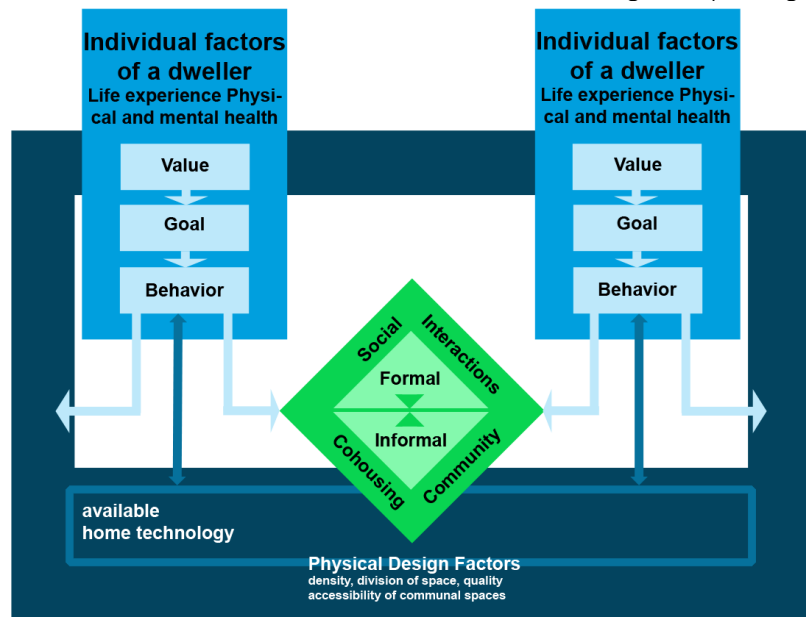 Individual factors
of a dweller
Life experience Physi-
cal and mental health
Value
Goal
Behavior
Individual factors
of a dweller
Life experience Physi-
cal and mental health
Value
Goal
Behavior
Social
Interactions
Formal
Informal
Cohousing
Community
available
home technology
Physical Design Factors
density, division of space, quality
accessibility of communal spaces